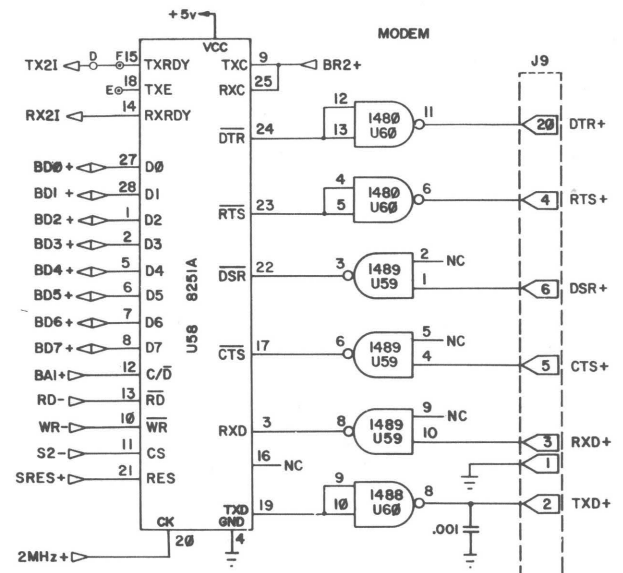 +5v
MODEM
VCC
J9
TX2I D F 15 TXRDY TXC 9 BR2+
E 18 TXE RXC 25
RX2I 14 RXRDY
DTR 24 12 13 1480 U60 11 20 DTR+
RTS 23 4 5 1480 U60 6 4 RTS+
BDØ+ 27 DØ
BD1+ 28 D1
BD2+ 1 D2
BD3+ 2 D3
BD4+ 5 D4
BD5+ 6 D5
BD6+ 7 D6
BD7+ 8 D7
U58 8251A
DSR 22 3 1489 U59 2 NC 1 6 DSR+
CTS 17 6 1489 U59 5 NC 4 5 CTS+
BA1+ 12 C/D
RD- 13 RD
WR- 1Ø WR
S2- 11 CS
SRES+ 21 RES
RXD 3 8 1489 U59 9 NC 10 3 RXD+
16 NC
1
TXD 19 9 1Ø 1488 U6Ø 8 2 TXD+
.001
CK GND
2Ø 4
2MHz+